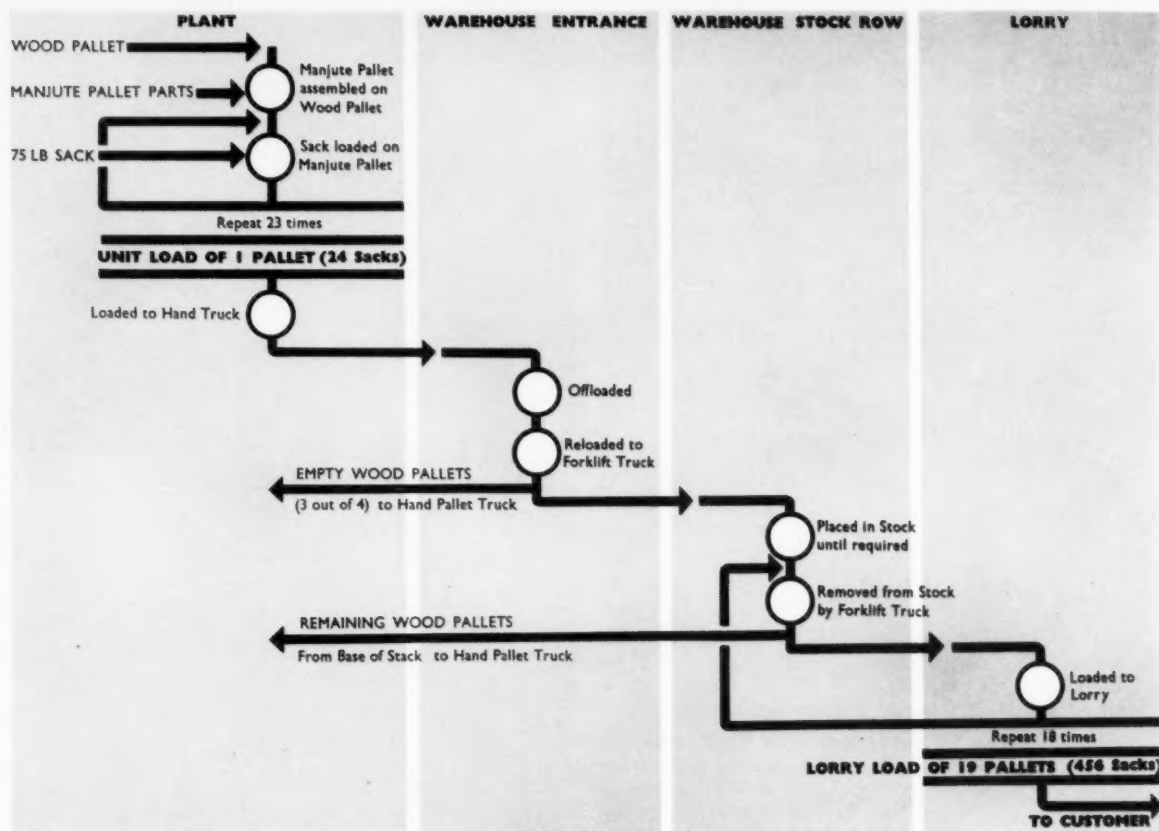 PLANT
WAREHOUSE ENTRANCE
WAREHOUSE STOCK ROW
LORRY
WOOD PALLET
MANJUTE PALLET PARTS
Manjute Pallet
assembled on
Wood Pallet
75 LB SACK
Sack loaded on
Manjute Pallet
Repeat 23 times
UNIT LOAD OF 1 PALLET (24 Sacks)
Loaded to Hand Truck
Offloaded
Reloaded to
Forklift Truck
EMPTY WOOD PALLETS
(3 out of 4) to Hand Pallet Truck
Placed in Stock
until required
Removed from Stock
by Forklift Truck
REMAINING WOOD PALLETS
From Base of Stack to Hand Pallet Truck
Loaded to
Lorry
Repeat 18 times
LORRY LOAD OF 19 PALLETS (456 Sacks)
TO CUSTOMER